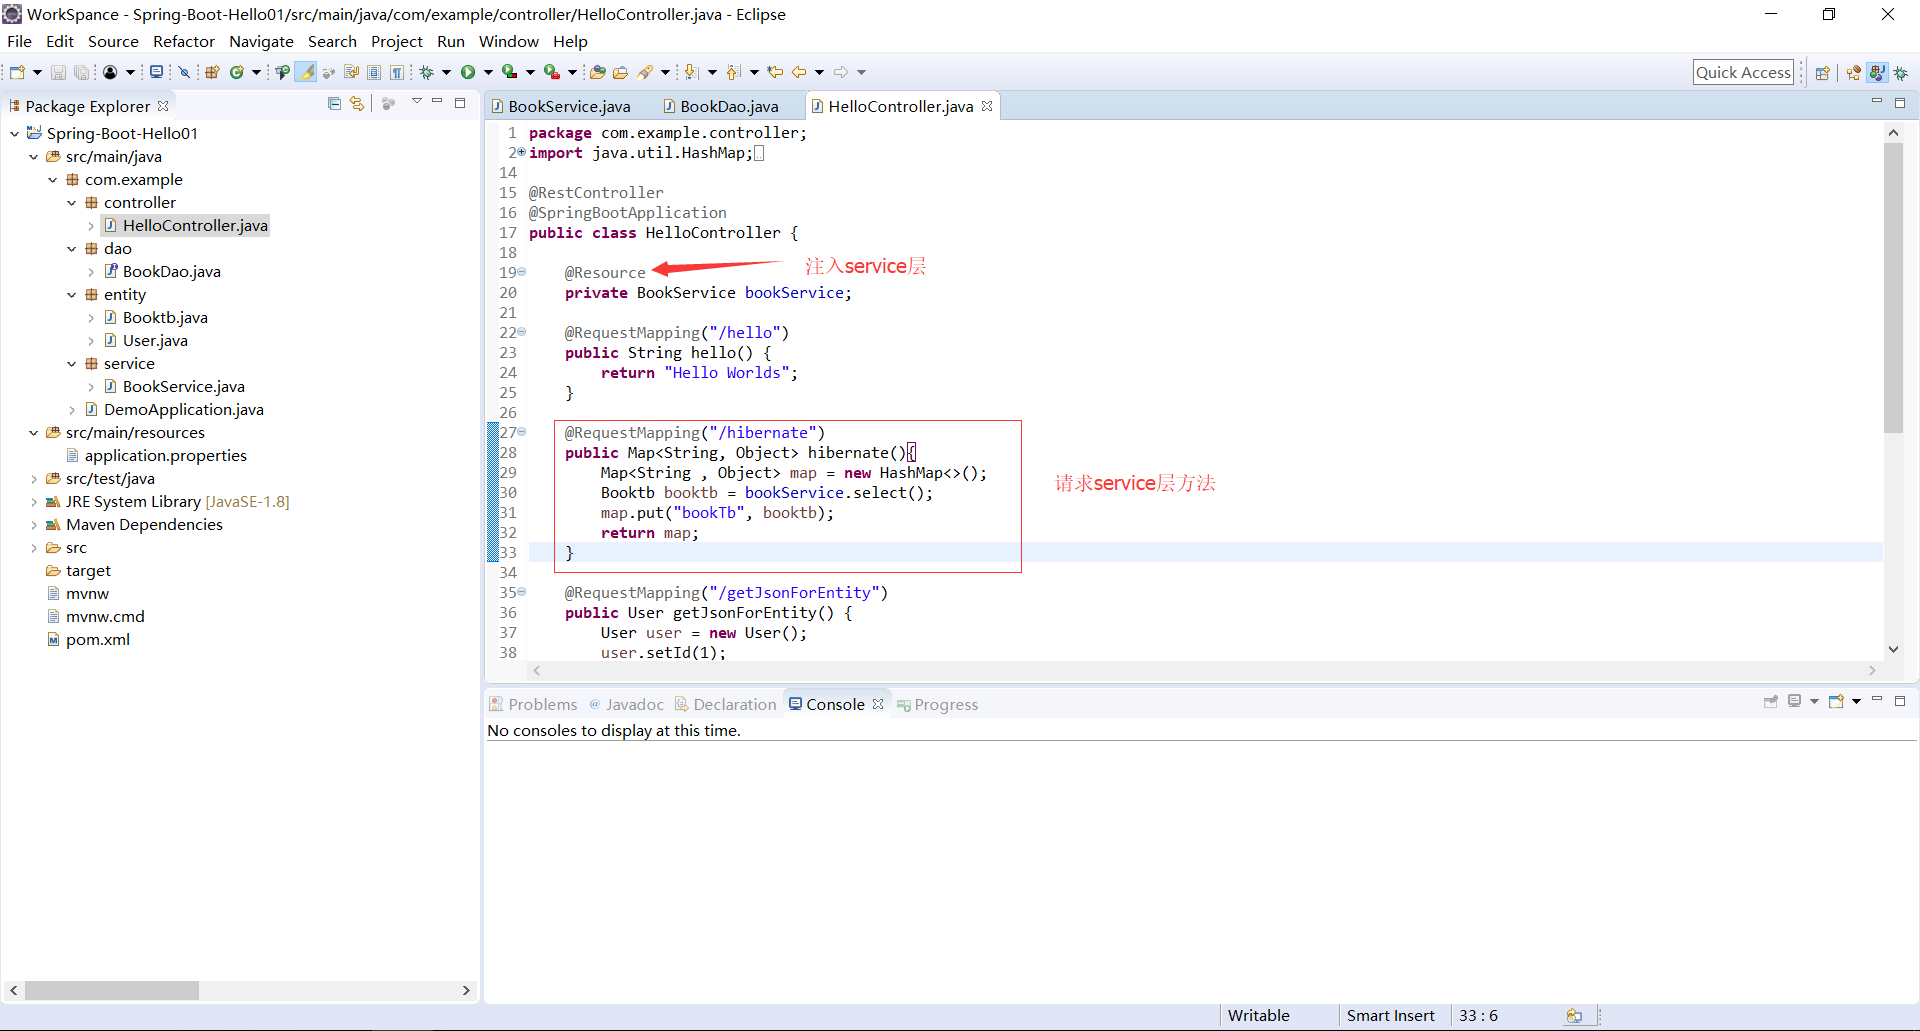 WorkSpance - Spring-Boot-Hello01/src/main/java/com/example/controller/HelloController.java - Eclipse
File Edit Source Refactor Navigate Search Project Run Window Help
Quick Access
Package Explorer
Spring-Boot-Hello01
src/main/java
com.example
controller
HelloController.java
dao
BookDao.java
entity
Booktb.java
User.java
service
BookService.java
DemoApplication.java
src/main/resources
application.properties
src/test/java
JRE System Library [JavaSE-1.8]
Maven Dependencies
src
target
mvnw
mvnw.cmd
pom.xml
BookService.java BookDao.java HelloController.java
1 package com.example.controller;
2 import java.util.HashMap;
14
15 @RestController
16 @SpringBootApplication
17 public class HelloController {
18
19 @Resource 注入service层
20 private BookService bookService;
21
22 @RequestMapping("/hello")
23 public String hello() {
24 return "Hello Worlds";
25 }
26
27 @RequestMapping("/hibernate")
28 public Map<String, Object> hibernate(){
29 Map<String , Object> map = new HashMap<>();
30 Booktb booktb = bookService.select();
请求service层方法
31 map.put("bookTb", booktb);
32 return map;
33 }
34
35 @RequestMapping("/getJsonForEntity")
36 public User getJsonForEntity() {
37 User user = new User();
38 user.setId(1);
Problems Javadoc Declaration Console Progress
No consoles to display at this time.
Writable Smart Insert 33 : 6